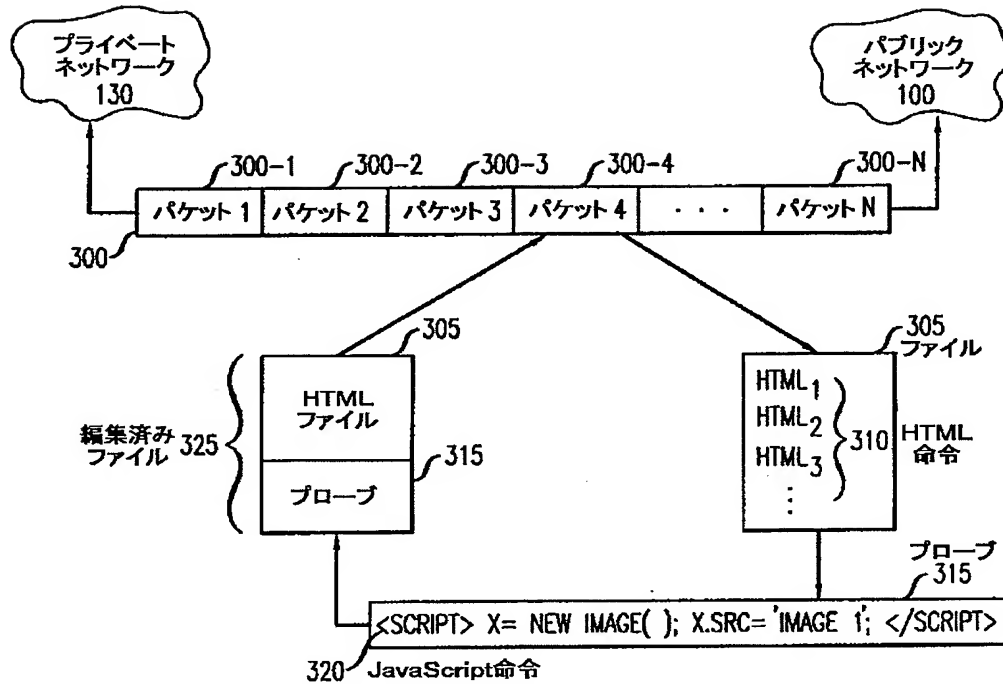 プライベート
ネットワーク
130
パブリック
ネットワーク
100
300-1
300-2
300-3
300-4
300-N
パケット 1
パケット 2
パケット 3
パケット 4
・・・
パケット N
300
305
HTML
ファイル
315
プローブ
編集済み
ファイル
325
305
ファイル
HTML1
HTML2
HTML3
⋮
310
HTML
命令
プローブ
315
<SCRIPT> X= NEW IMAGE( ); X.SRC='IMAGE 1'; </SCRIPT>
320
JavaScript命令